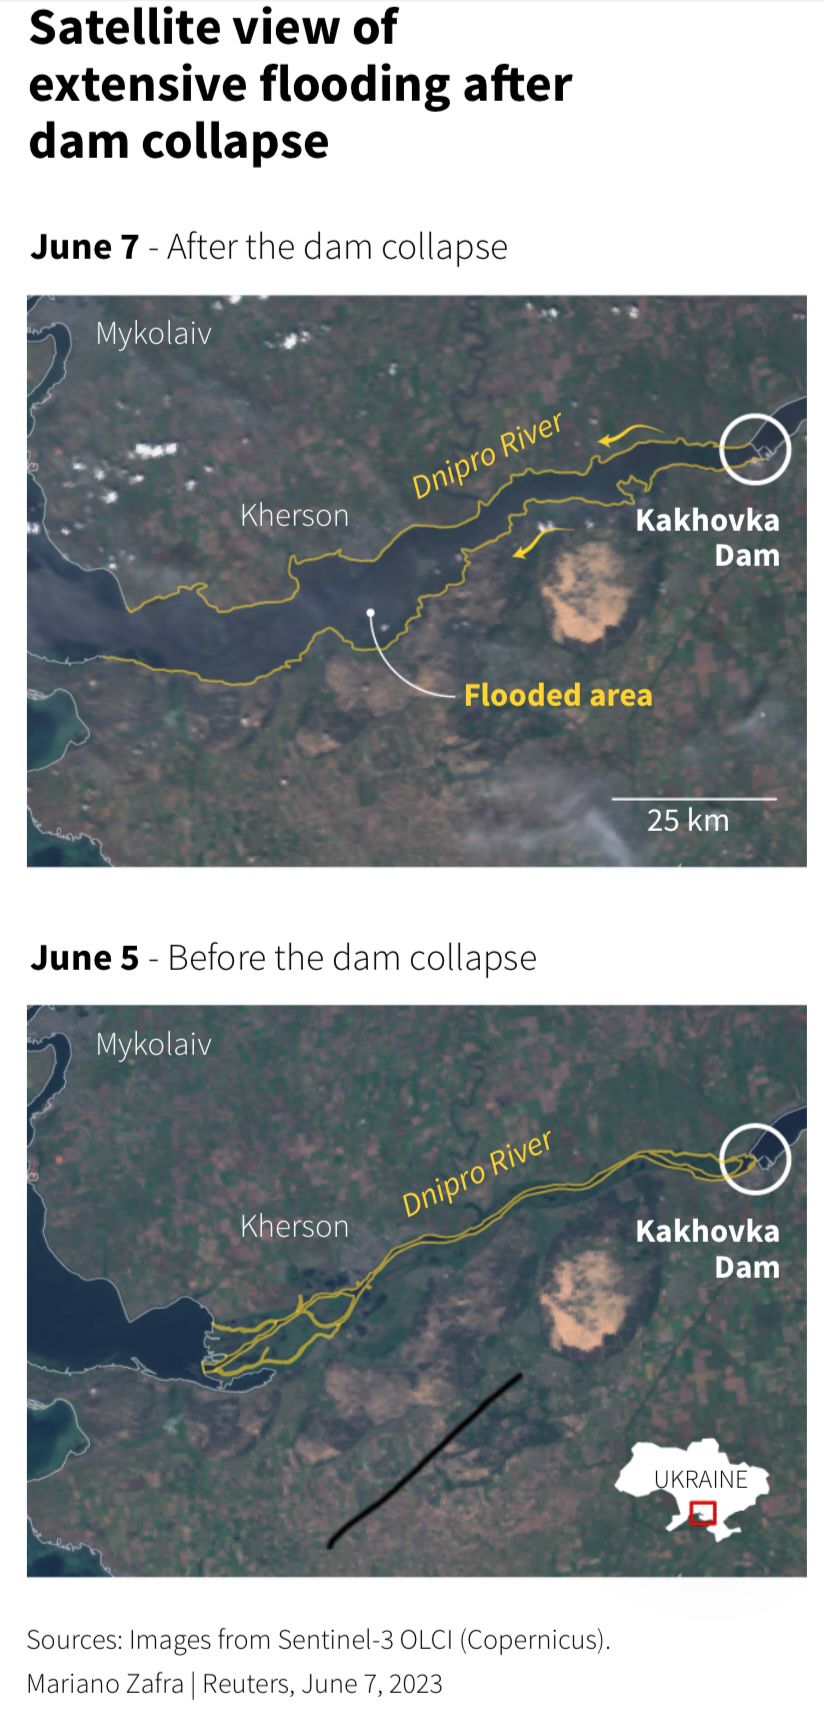 Satellite view of
extensive flooding after
dam collapse
June 7 - After the dam collapse
Mykolaiv
Dnipro River
Kherson
Kakhovka
Dam
Flooded area
25 km
June 5 - Before the dam collapse
Mykolaiv
Dnipro River
Kherson
Kakhovka
Dam
UKRAINE
Sources: Images from Sentinel-3 OLCI (Copernicus).
Mariano Zafra | Reuters, June 7, 2023